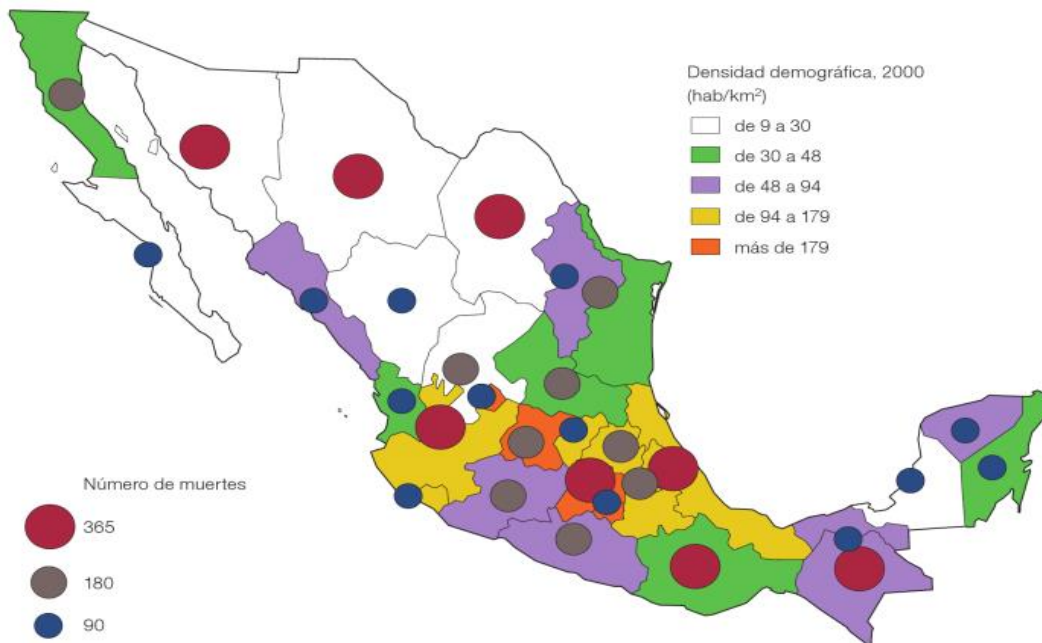 Densidad demográfica, 2000
(hab/km²)
de 9 a 30
de 30 a 48
de 48 a 94
de 94 a 179
más de 179
Número de muertes
365
180
90